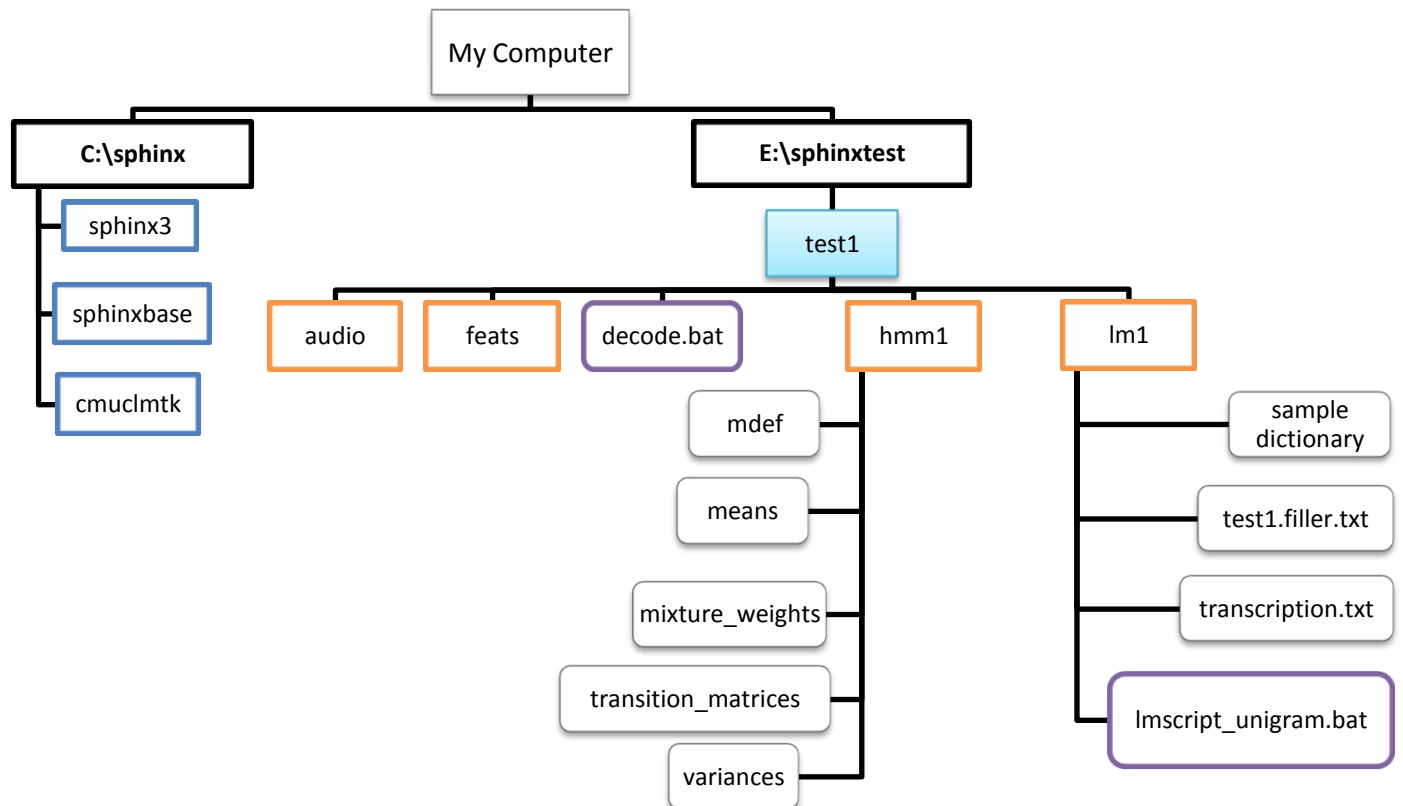 My Computer
C:\sphinx
E:\sphinxtest
sphinx3
test1
sphinxbase
audio
feats
decode.bat
hmm1
lm1
cmuclmtk
mdef
sample
dictionary
means
test1.filler.txt
mixture_weights
transcription.txt
transition_matrices
lmscript_unigram.bat
variances